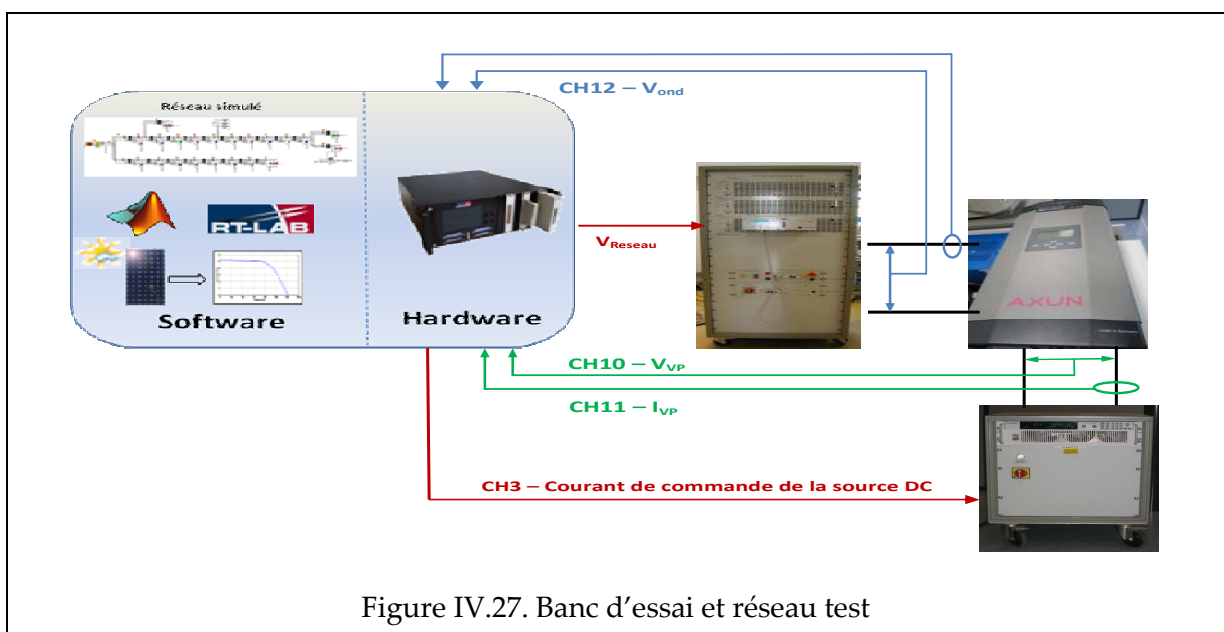 CH12 – Vond
Réseau simulé
RT-LAB
VReseau
Software
Hardware
AXUN
CH10 – VVP
CH11 – IVP
CH3 – Courant de commande de la source DC
Figure IV.27. Banc d’essai et réseau test